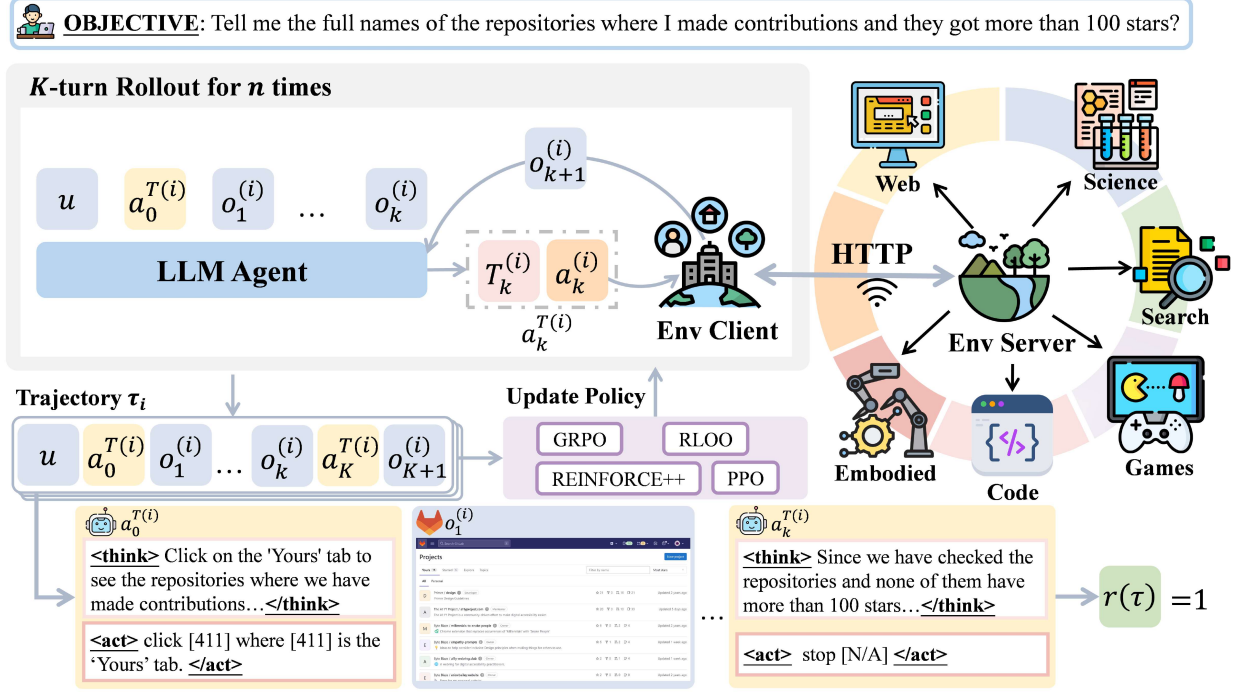 OBJECTIVE: Tell me the full names of the repositories where I made contributions and they got more than 100 stars?
K-turn Rollout for n times
u
a_0^{T(i)}
o_1^{(i)}
...
o_k^{(i)}
o_{k+1}^{(i)}
LLM Agent
T_k^{(i)}
a_k^{(i)}
a_k^{T(i)}
Env Client
HTTP
Web
Science
Search
Env Server
Embodied
Code
Games
</>
Trajectory τ_i
u
a_0^{T(i)}
o_1^{(i)}
...
o_k^{(i)}
a_K^{T(i)}
o_{K+1}^{(i)}
Update Policy
GRPO
RLOO
REINFORCE++
PPO
a_0^{T(i)}
<think> Click on the 'Yours' tab to
see the repositories where we have
made contributions…</think>
<act> click [411] where [411] is the
‘Yours’ tab. </act>
o_1^{(i)}
Projects
...
a_k^{T(i)}
<think> Since we have checked the
repositories and none of them have
more than 100 stars…</think>
<act> stop [N/A] </act>
r(τ) =1